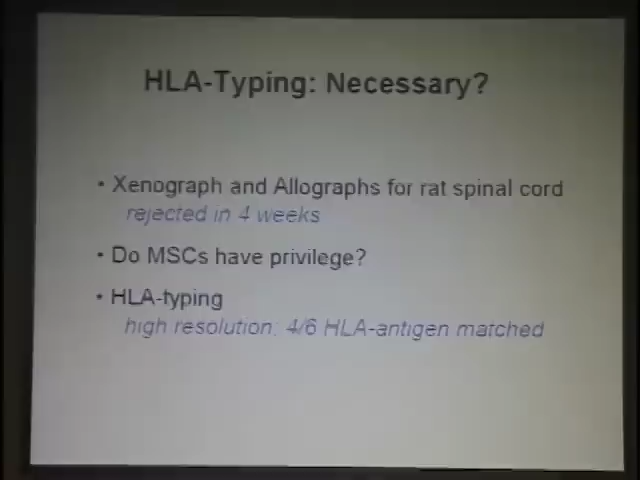 HLA-Typing: Necessary?
• Xenograph and Allographs for rat spinal cord
rejected in 4 weeks
• Do MSCs have privilege?
• HLA-typing
high resolution: 4/6 HLA-antigen matched